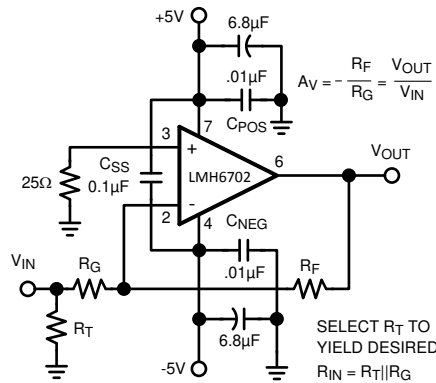 +5V
6.8µF
.01µF
C_POS
A_V = - R_F / R_G = V_OUT / V_IN
3
7
+
C_SS
0.1µF
LMH6702
6
V_OUT
25Ω
2
-
4
C_NEG
.01µF
V_IN
R_G
R_F
R_T
6.8µF
-5V
SELECT R_T TO
YIELD DESIRED
R_IN = R_T||R_G